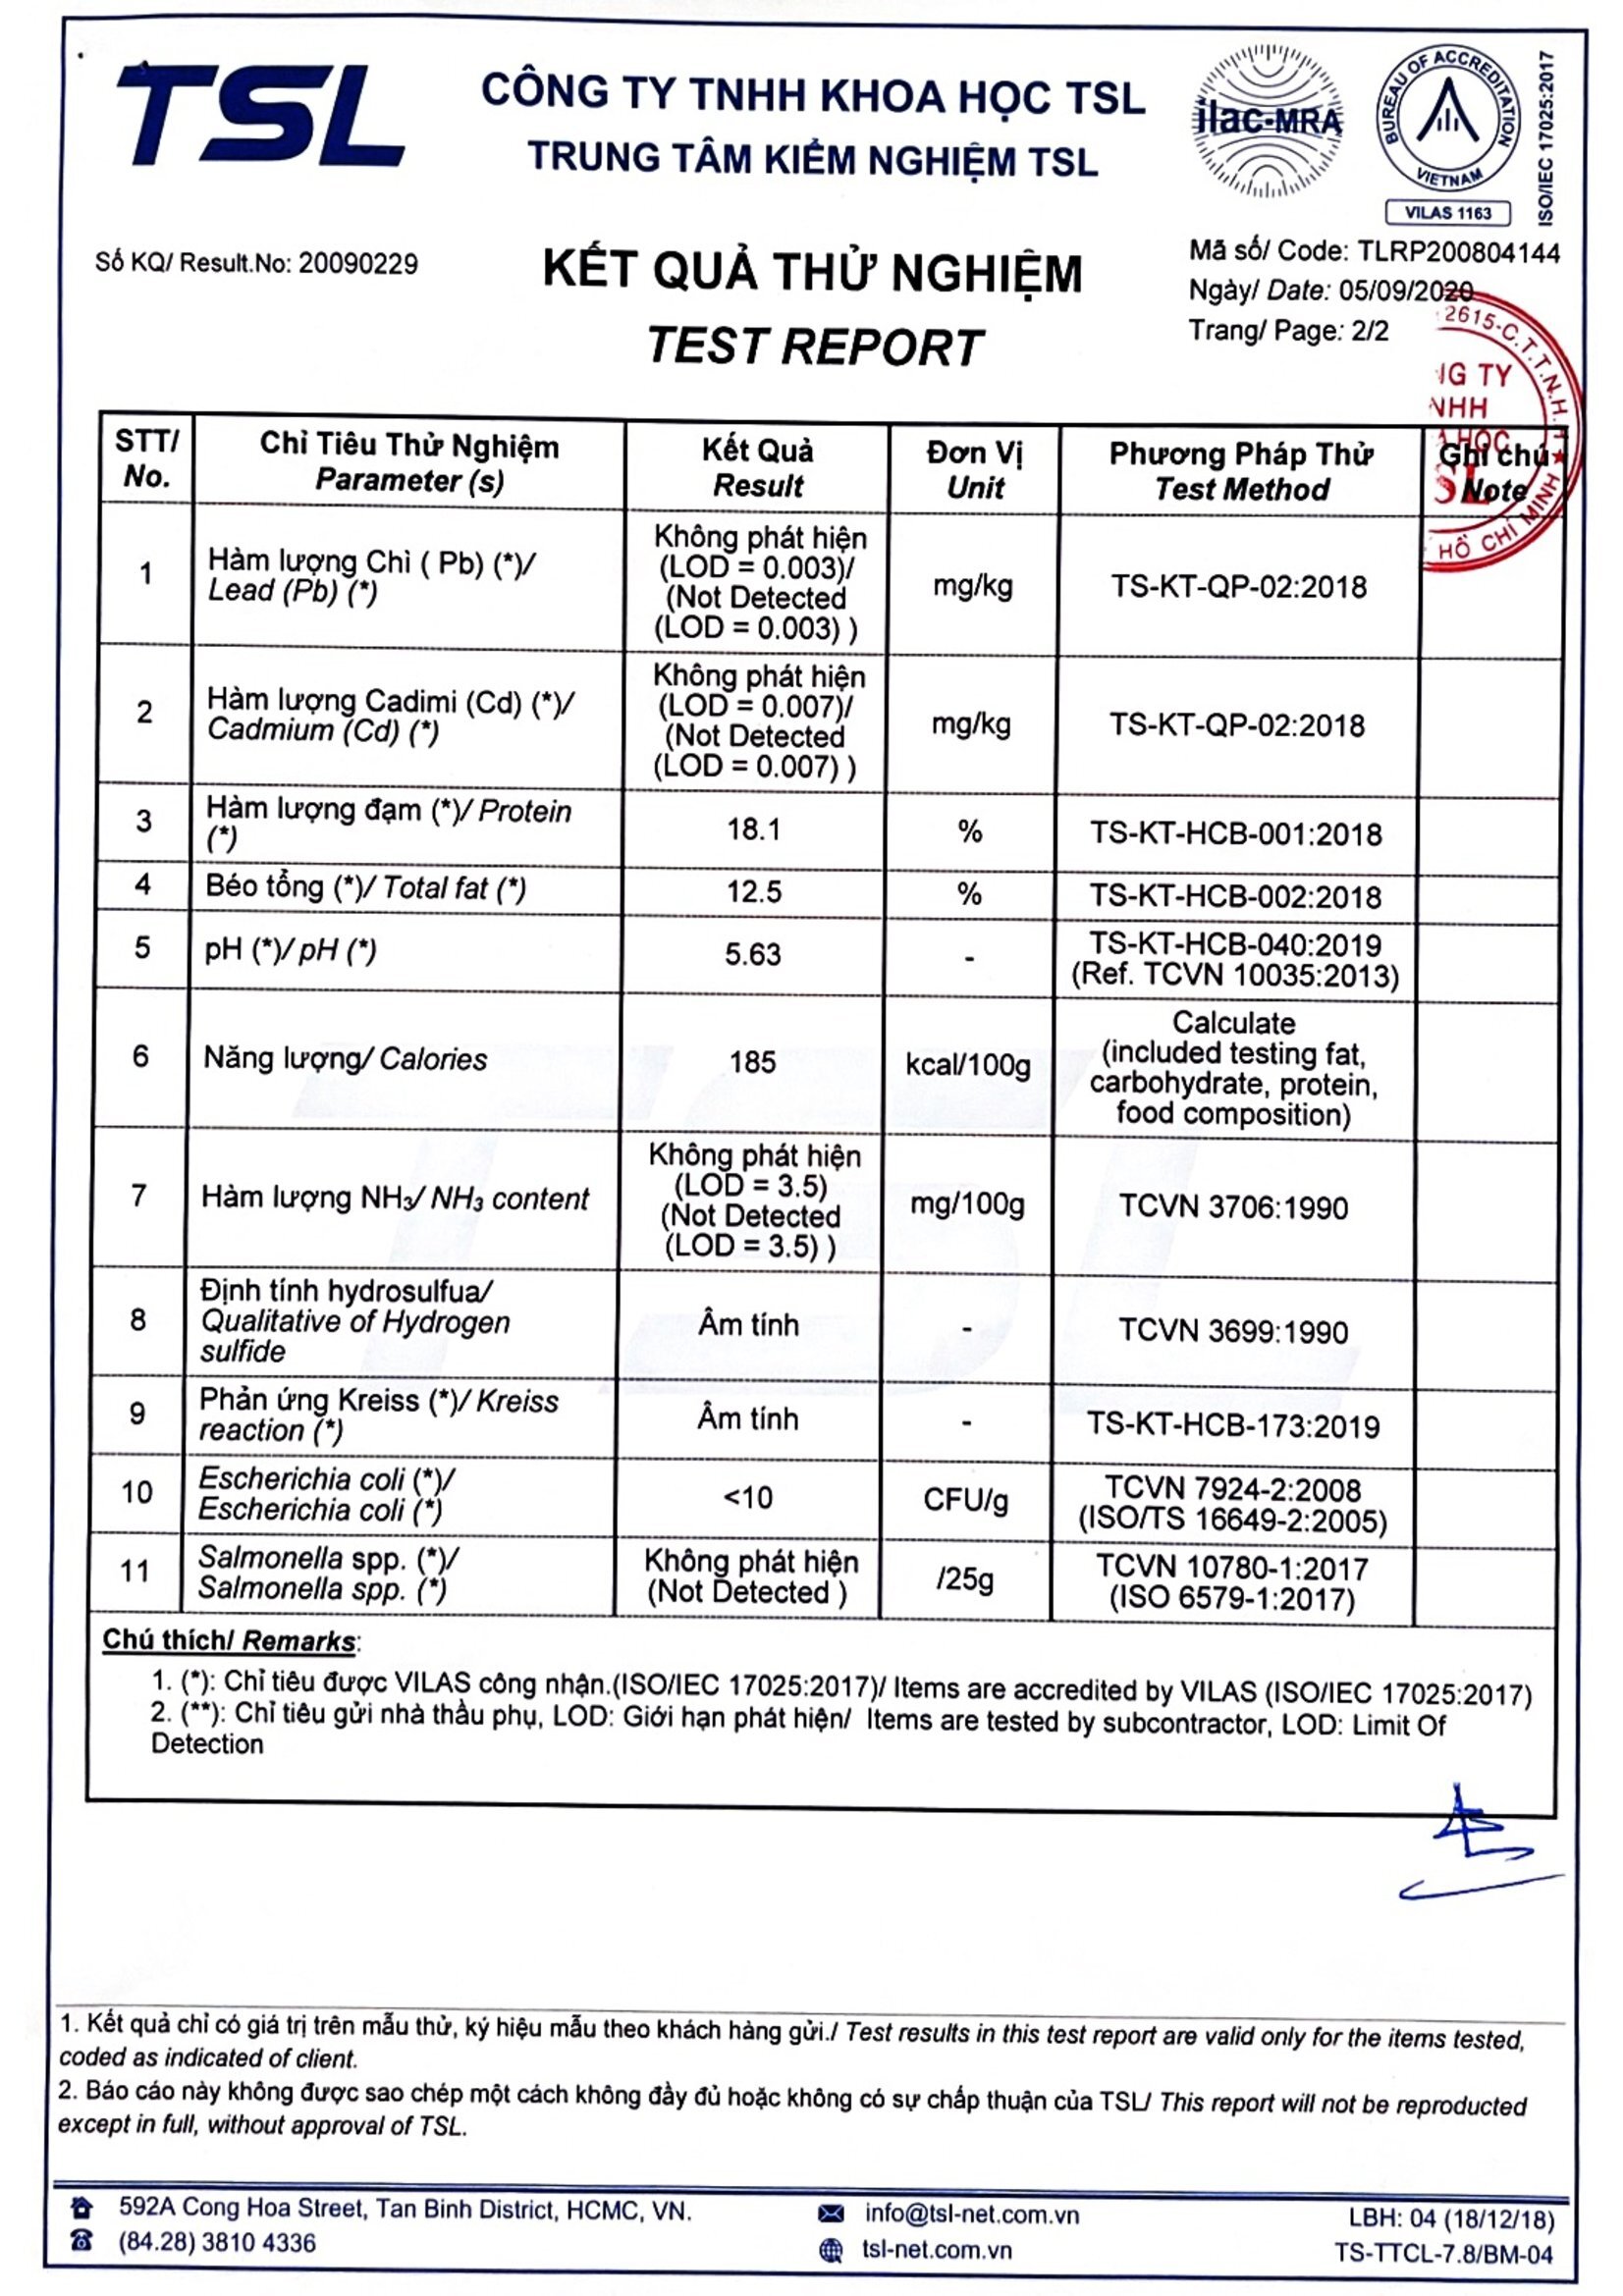 TSL
CÔNG TY TNHH KHOA HỌC TSL
TRUNG TÂM KIỂM NGHIỆM TSL
ilac-MRA
BUREAU OF ACCREDITATION
VIETNAM
VILAS 1163
ISO/IEC 17025:2017
Số KQ/ Result.No: 20090229
KẾT QUẢ THỬ NGHIỆM
TEST REPORT
Mã số/ Code: TLRP200804144
Ngày/ Date: 05/09/2020
Trang/ Page: 2/2
2615-C.T.T.N.H.H
NG TY
NHH
A HỌC
SL
HỒ CHÍ MINH
STT/
No.
Chỉ Tiêu Thử Nghiệm
Parameter (s)
Kết Quả
Result
Đơn Vị
Unit
Phương Pháp Thử
Test Method
Ghi chú
Note
1
Hàm lượng Chì ( Pb) (*)/
Lead (Pb) (*)
Không phát hiện
(LOD = 0.003)/
(Not Detected
(LOD = 0.003) )
mg/kg
TS-KT-QP-02:2018
2
Hàm lượng Cadimi (Cd) (*)/
Cadmium (Cd) (*)
Không phát hiện
(LOD = 0.007)/
(Not Detected
(LOD = 0.007) )
mg/kg
TS-KT-QP-02:2018
3
Hàm lượng đạm (*)/ Protein
(*)
18.1
%
TS-KT-HCB-001:2018
4
Béo tổng (*)/ Total fat (*)
12.5
%
TS-KT-HCB-002:2018
5
pH (*)/ pH (*)
5.63
-
TS-KT-HCB-040:2019
(Ref. TCVN 10035:2013)
6
Năng lượng/ Calories
185
kcal/100g
Calculate
(included testing fat,
carbohydrate, protein,
food composition)
7
Hàm lượng NH₃/ NH₃ content
Không phát hiện
(LOD = 3.5)
(Not Detected
(LOD = 3.5) )
mg/100g
TCVN 3706:1990
8
Định tính hydrosulfua/
Qualitative of Hydrogen
sulfide
Âm tính
-
TCVN 3699:1990
9
Phản ứng Kreiss (*)/ Kreiss
reaction (*)
Âm tính
-
TS-KT-HCB-173:2019
10
Escherichia coli (*)/
Escherichia coli (*)
<10
CFU/g
TCVN 7924-2:2008
(ISO/TS 16649-2:2005)
11
Salmonella spp. (*)/
Salmonella spp. (*)
Không phát hiện
(Not Detected )
/25g
TCVN 10780-1:2017
(ISO 6579-1:2017)
Chú thích/ Remarks:
1. (*): Chỉ tiêu được VILAS công nhận.(ISO/IEC 17025:2017)/ Items are accredited by VILAS (ISO/IEC 17025:2017)
2. (**): Chỉ tiêu gửi nhà thầu phụ, LOD: Giới hạn phát hiện/ Items are tested by subcontractor, LOD: Limit Of
Detection
1. Kết quả chỉ có giá trị trên mẫu thử, ký hiệu mẫu theo khách hàng gửi./ Test results in this test report are valid only for the items tested,
coded as indicated of client.
2. Báo cáo này không được sao chép một cách không đầy đủ hoặc không có sự chấp thuận của TSL/ This report will not be reproduced
except in full, without approval of TSL.
592A Cong Hoa Street, Tan Binh District, HCMC, VN.
(84.28) 3810 4336
info@tsl-net.com.vn
tsl-net.com.vn
LBH: 04 (18/12/18)
TS-TTCL-7.8/BM-04